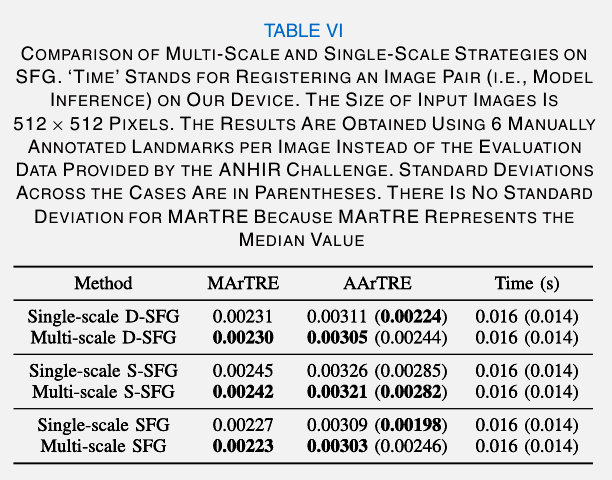 TABLE VI
COMPARISON OF MULTI-SCALE AND SINGLE-SCALE STRATEGIES ON
SFG. ‘TIME’ STANDS FOR REGISTERING AN IMAGE PAIR (I.E., MODEL
INFERENCE) ON OUR DEVICE. THE SIZE OF INPUT IMAGES IS
512 × 512 PIXELS. THE RESULTS ARE OBTAINED USING 6 MANUALLY
ANNOTATED LANDMARKS PER IMAGE INSTEAD OF THE EVALUATION
DATA PROVIDED BY THE ANHIR CHALLENGE. STANDARD DEVIATIONS
ACROSS THE CASES ARE IN PARENTHESES. THERE IS NO STANDARD
DEVIATION FOR MARTRE BECAUSE MARTRE REPRESENTS THE
MEDIAN VALUE
Method MArTRE AArTRE Time (s)
Single-scale D-SFG 0.00231 0.00311 (0.00224) 0.016 (0.014)
Multi-scale D-SFG 0.00230 0.00305 (0.00244) 0.016 (0.014)
Single-scale S-SFG 0.00245 0.00326 (0.00285) 0.016 (0.014)
Multi-scale S-SFG 0.00242 0.00321 (0.00282) 0.016 (0.014)
Single-scale SFG 0.00227 0.00309 (0.00198) 0.016 (0.014)
Multi-scale SFG 0.00223 0.00303 (0.00246) 0.016 (0.014)